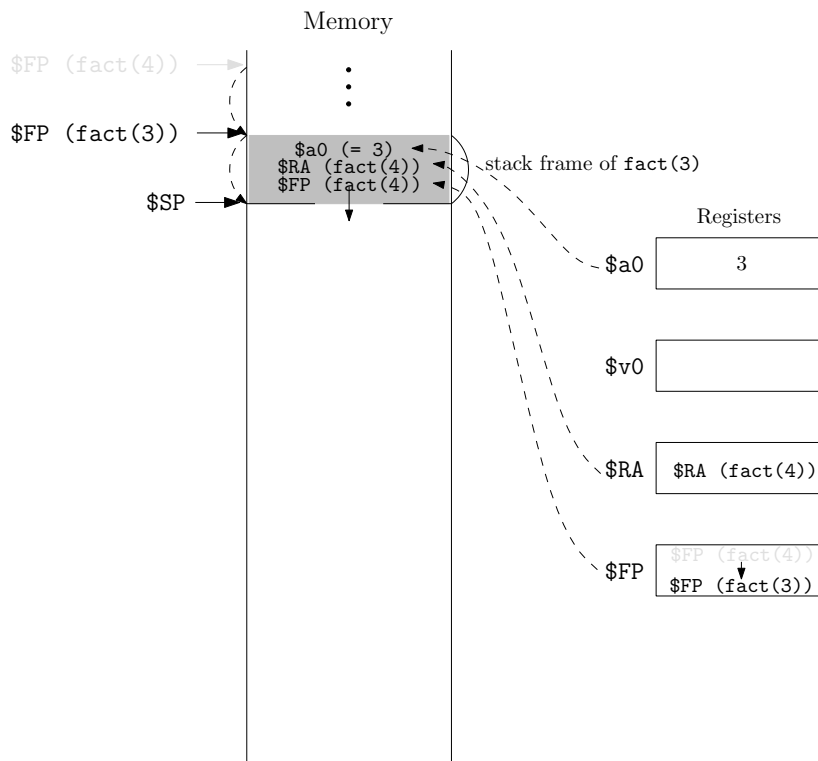 Memory
$FP (fact(4))
$FP (fact(3))
$a0 (= 3)
$RA (fact(4))
$FP (fact(4))
stack frame of fact(3)
$SP
Registers
$a0
3
$v0
$RA
$RA (fact(4))
$FP
$FP (fact(4))
$FP (fact(3))